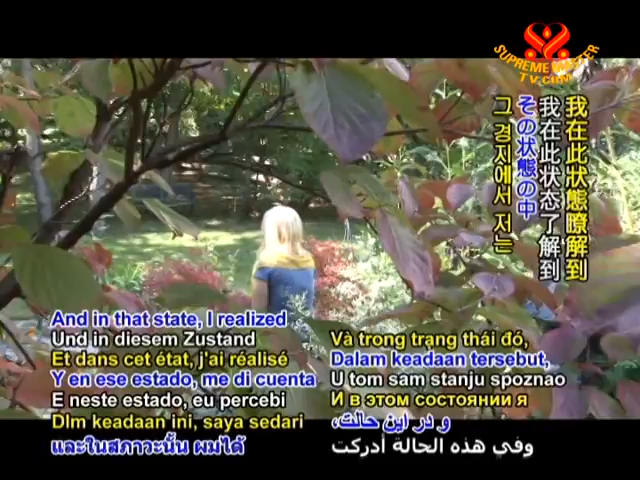 SUPREME MASTER
TV.COM
我在此狀態瞭解到
我在此状态了解到
その状態の中
그 경지에서 저는
And in that state, I realized
Und in diesem Zustand
Et dans cet état, j'ai réalisé
Y en ese estado, me di cuenta
E neste estado, eu percebi
Dlm keadaan ini, saya sedari
และในสภาวะนั้น ผมได้
Và trong trạng thái đó,
Dalam keadaan tersebut,
U tom sam stanju spoznao
И в этом состоянии я
و در این حالت،
وفي هذه الحالة أدركت